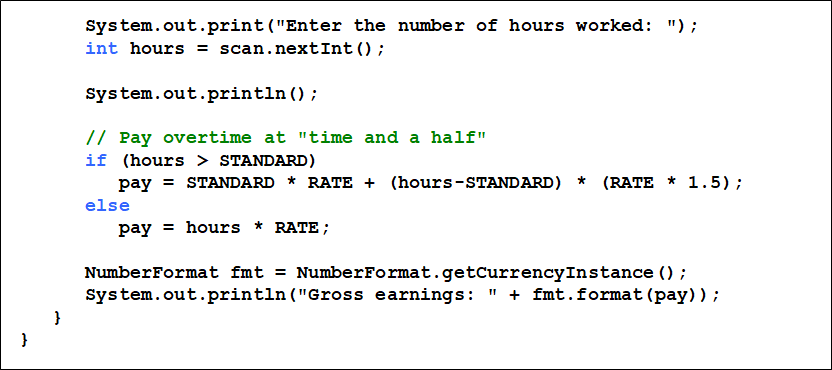 System.out.print("Enter the number of hours worked: ");
int hours = scan.nextInt();
System.out.println();
// Pay overtime at "time and a half"
if (hours > STANDARD)
pay = STANDARD * RATE + (hours-STANDARD) * (RATE * 1.5);
else
pay = hours * RATE;
NumberFormat fmt = NumberFormat.getCurrencyInstance();
System.out.println("Gross earnings: " + fmt.format(pay));
}
}